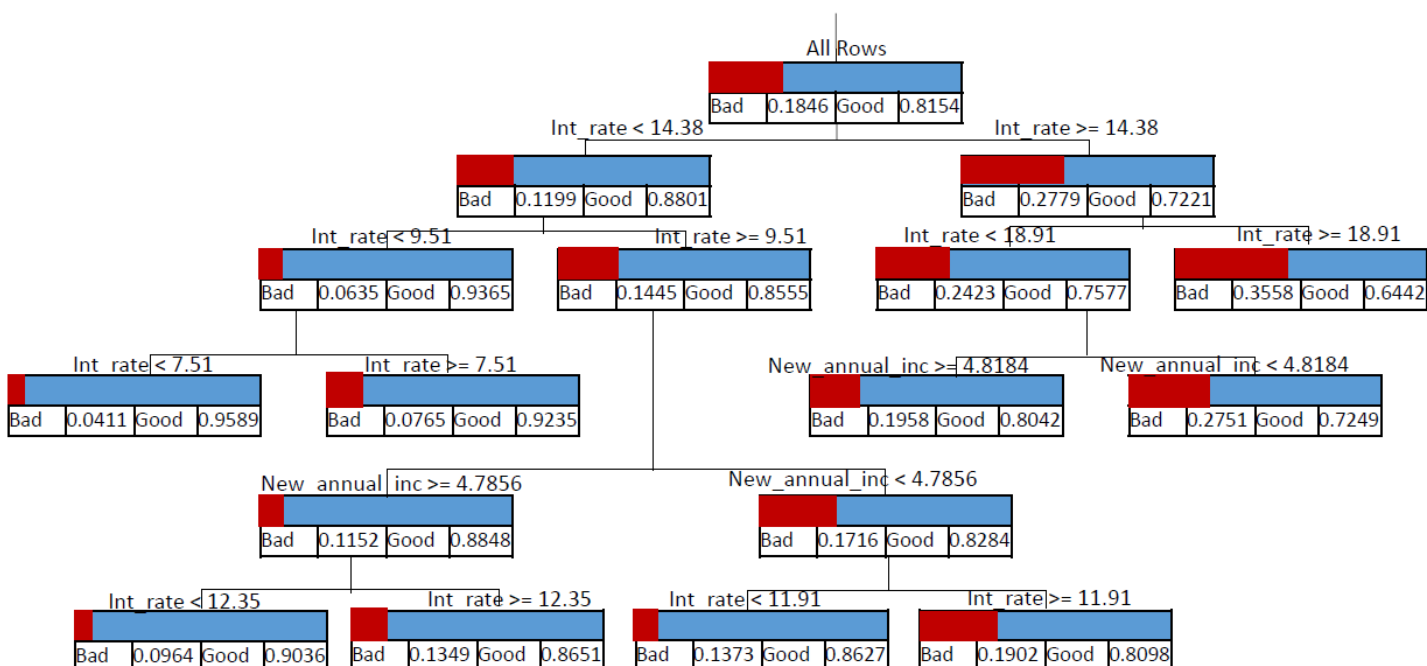 All Rows
Bad 0.1846 Good 0.8154
Int_rate < 14.38 Int_rate >= 14.38
Bad 0.1199 Good 0.8801 Bad 0.2779 Good 0.7221
Int_rate < 9.51 Int_rate >= 9.51 Int_rate < 18.91 Int_rate >= 18.91
Bad 0.0635 Good 0.9365 Bad 0.1445 Good 0.8555 Bad 0.2423 Good 0.7577 Bad 0.3558 Good 0.6442
Int_rate < 7.51 Int_rate >= 7.51 New_annual_inc >= 4.8184 New_annual_inc < 4.8184
Bad 0.0411 Good 0.9589 Bad 0.0765 Good 0.9235 Bad 0.1958 Good 0.8042 Bad 0.2751 Good 0.7249
New_annual_inc >= 4.7856 New_annual_inc < 4.7856
Bad 0.1152 Good 0.8848 Bad 0.1716 Good 0.8284
Int_rate < 12.35 Int_rate >= 12.35 Int_rate < 11.91 Int_rate >= 11.91
Bad 0.0964 Good 0.9036 Bad 0.1349 Good 0.8651 Bad 0.1373 Good 0.8627 Bad 0.1902 Good 0.8098